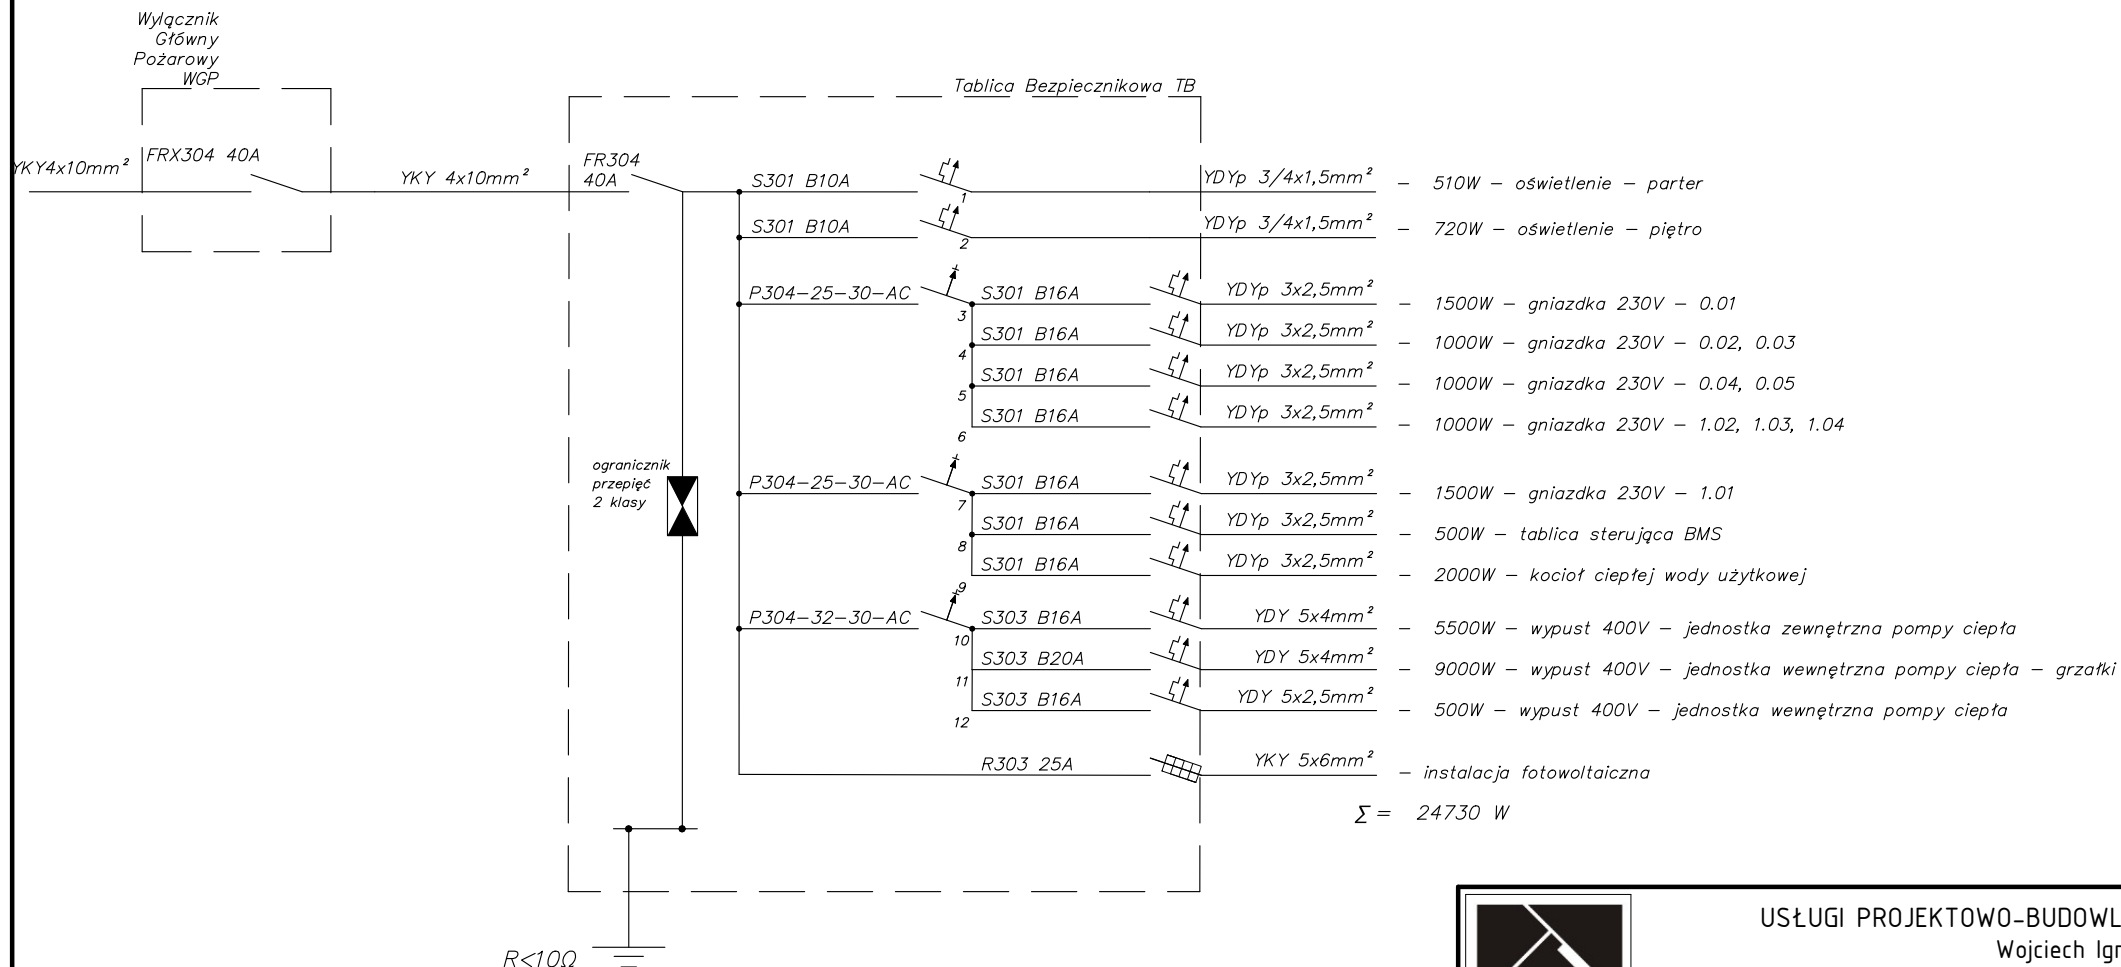 Wyłącznik
Główny
Pożarowy
WGP
Tablica Bezpiecznikowa TB
YKY4x10mm²
FRX304 40A
YKY 4x10mm²
FR304
40A
S301 B10A
1
YDYp 3/4x1,5mm²
– 510W – oświetlenie – parter
S301 B10A
2
YDYp 3/4x1,5mm²
– 720W – oświetlenie – piętro
P304-25-30-AC
3
S301 B16A
YDYp 3x2,5mm²
– 1500W – gniazdka 230V – 0.01
4
S301 B16A
YDYp 3x2,5mm²
– 1000W – gniazdka 230V – 0.02, 0.03
5
S301 B16A
YDYp 3x2,5mm²
– 1000W – gniazdka 230V – 0.04, 0.05
6
S301 B16A
YDYp 3x2,5mm²
– 1000W – gniazdka 230V – 1.02, 1.03, 1.04
ogranicznik
przepięć
2 klasy
P304-25-30-AC
7
S301 B16A
YDYp 3x2,5mm²
– 1500W – gniazdka 230V – 1.01
8
S301 B16A
YDYp 3x2,5mm²
– 500W – tablica sterująca BMS
9
S301 B16A
YDYp 3x2,5mm²
– 2000W – kocioł ciepłej wody użytkowej
P304-32-30-AC
10
S303 B16A
YDY 5x4mm²
– 5500W – wypust 400V – jednostka zewnętrzna pompy ciepła
11
S303 B20A
YDY 5x4mm²
– 9000W – wypust 400V – jednostka wewnętrzna pompy ciepła – grzałki
12
S303 B16A
YDY 5x2,5mm²
– 500W – wypust 400V – jednostka wewnętrzna pompy ciepła
R303 25A
YKY 5x6mm²
– instalacja fotowoltaiczna
Σ = 24730 W
R<10Ω
USŁUGI PROJEKTOWO-BUDOWL
Wojciech Igr